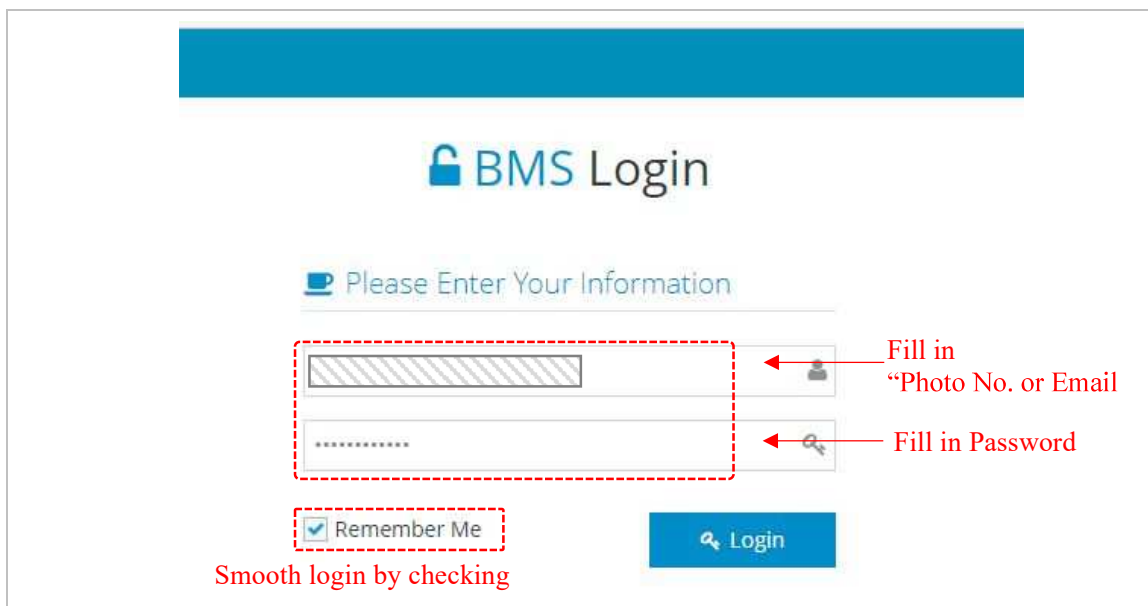 BMS Login
Please Enter Your Information
Fill in
“Photo No. or Email
Fill in Password
Remember Me
Login
Smooth login by checking